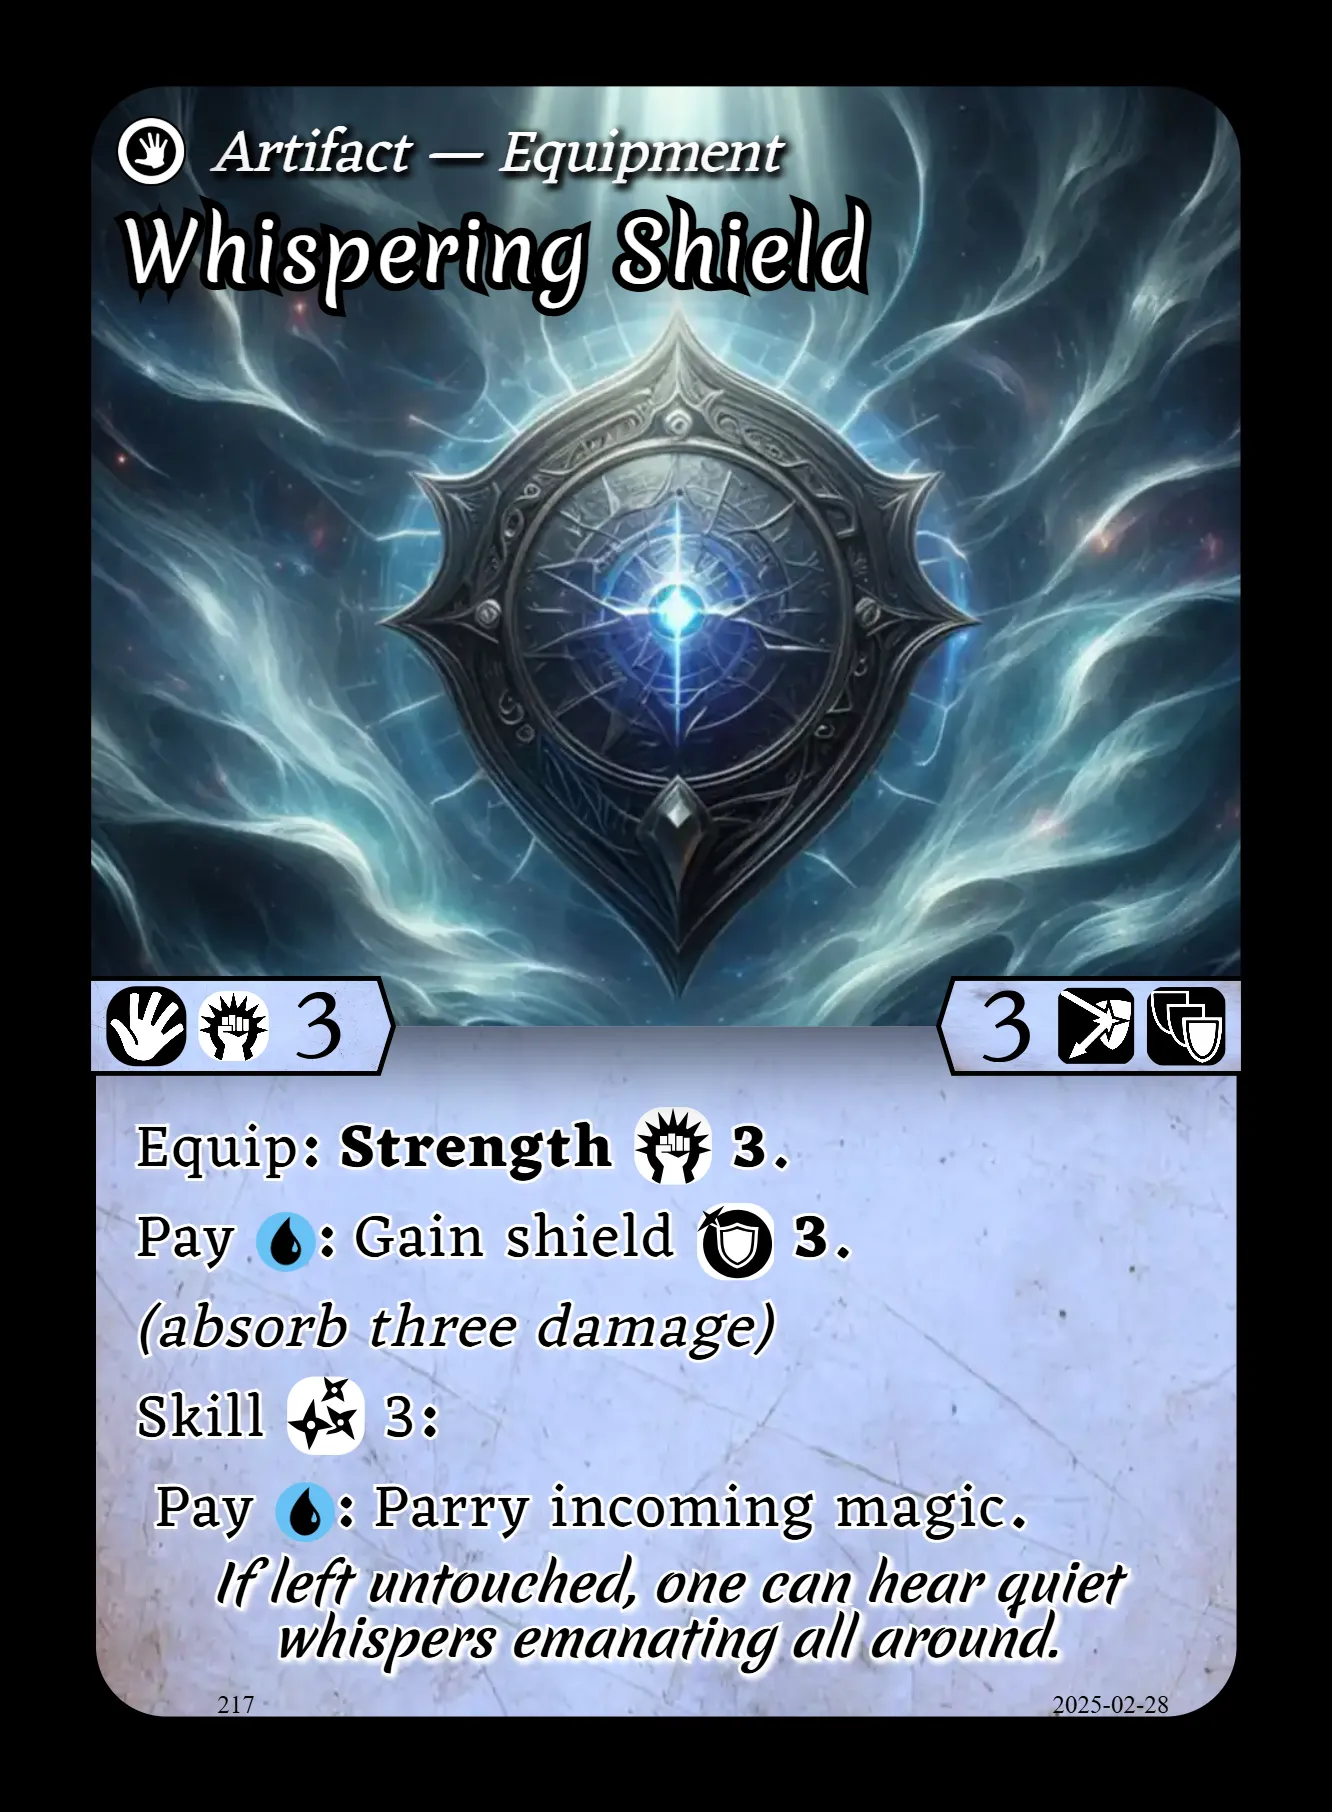 Artifact — Equipment
Whispering Shield
3
3
Equip: Strength 3.
Pay : Gain shield 3.
(absorb three damage)
Skill 3:
Pay : Parry incoming magic.
If left untouched, one can hear quiet
whispers emanating all around.
217
2025-02-28